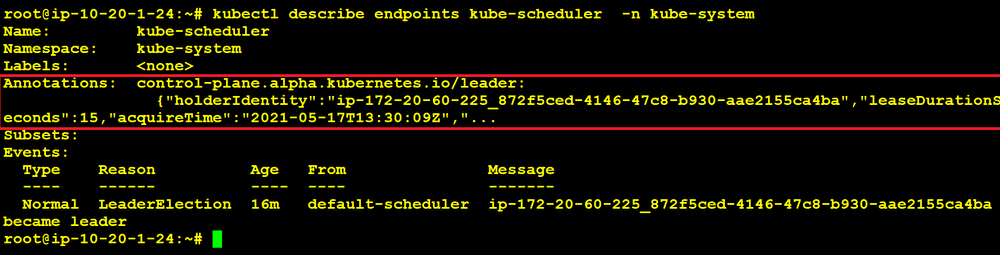 root@ip-10-20-1-24:~# kubectl describe endpoints kube-scheduler  -n kube-system
Name:         kube-scheduler
Namespace:    kube-system
Labels:       <none>
Annotations:  control-plane.alpha.kubernetes.io/leader:
                {"holderIdentity":"ip-172-20-60-225_872f5ced-4146-47c8-b930-aae2155ca4ba","leaseDurationS
econds":15,"acquireTime":"2021-05-17T13:30:09Z","...
Subsets:
Events:
  Type    Reason          Age   From               Message
  ----    ------          ----  ----               -------
  Normal  LeaderElection  16m   default-scheduler  ip-172-20-60-225_872f5ced-4146-47c8-b930-aae2155ca4ba
became leader
root@ip-10-20-1-24:~#